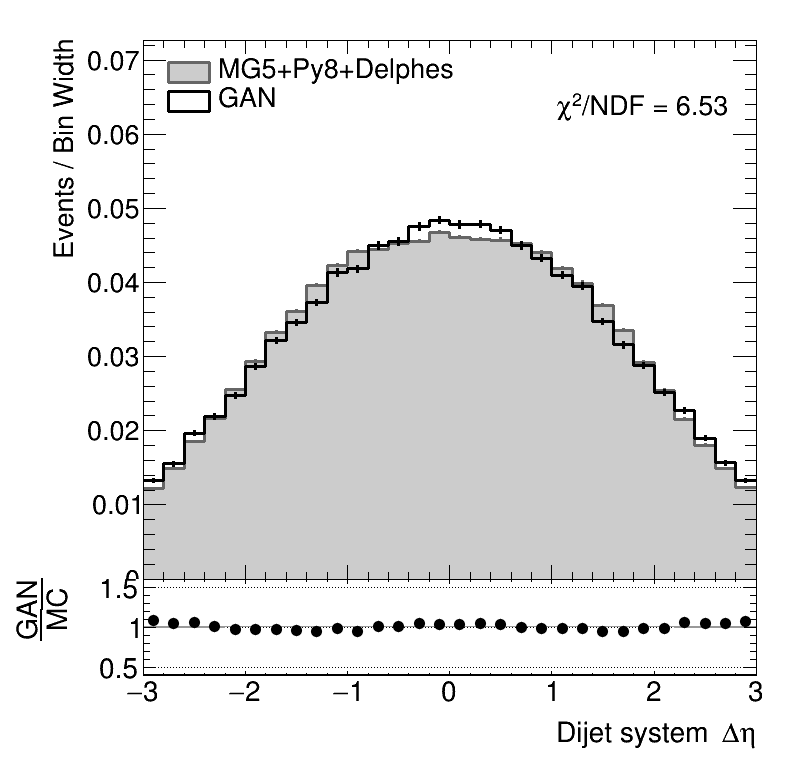 0.07
0.06
0.05
0.04
0.03
0.02
0.01
0
Events / Bin Width
MG5+Py8+Delphes
GAN
χ²/NDF = 6.53
1.5
1
0.5
GAN
MC
−3 −2 −1 0 1 2 3
Dijet system Δη